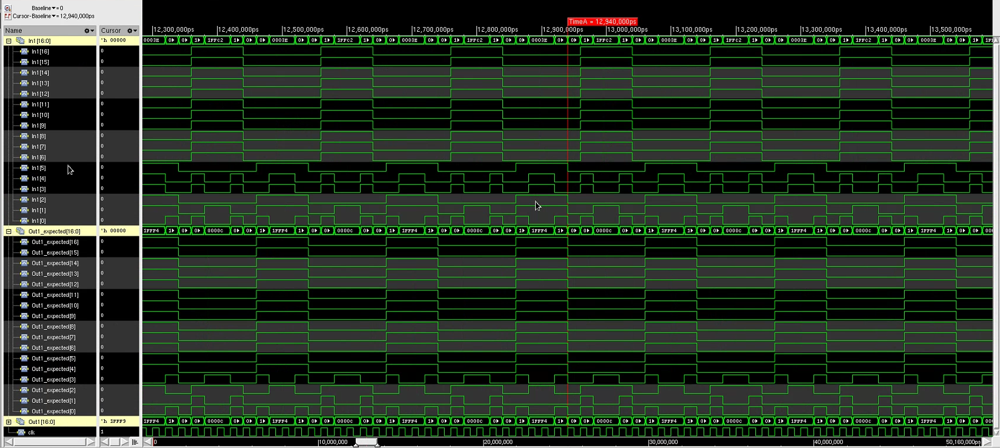 Baseline▼= 0
Cursor-Baseline▼= 12,940,000ps
TimeA = 12,940,000ps
Name Cursor 12,300,000ps 12,400,000ps 12,500,000ps 12,600,000ps 12,700,000ps 12,800,000ps 12,900,000ps 13,000,000ps 13,100,000ps 13,200,000ps 13,300,000ps 13,400,000ps 13,500,000ps
In1[16:0] 'h 00000 0003E 0 0 1 1FFC2 1 0 0 0003E 0 0 1 1FFC2 1 0 0 0003E 0 0 1 1FFC2 1 0 0 0003E 0 0 1 1FFC2 1 0 0 0003E 0 0 1 1FFC2 1 0 0 0003E 0 0 1 1FFC2 1 0 0 0003E 0 0 1
In1[16] 0
In1[15] 0
In1[14] 0
In1[13] 0
In1[12] 0
In1[11] 0
In1[10] 0
In1[9] 0
In1[8] 0
In1[7] 0
In1[6] 0
In1[5] 0
In1[4] 0
In1[3] 0
In1[2] 0
In1[1] 0
In1[0] 0
Out1_expected[16:0] 'h 00000 1FFF4 1 0 0 0000c 0 0 1 1FFF4 1 0 0 0000c 0 0 1 1FFF4 1 0 0 0000c 0 0 1 1FFF4 1 0 0 0000c 0 0 1 1FFF4 1 0 0 0000c 0 0 1 1FFF4 1 0 0 0000c 0 0 1 1FFF4 1 0 0
Out1_expected[16] 0
Out1_expected[15] 0
Out1_expected[14] 0
Out1_expected[13] 0
Out1_expected[12] 0
Out1_expected[11] 0
Out1_expected[10] 0
Out1_expected[9] 0
Out1_expected[8] 0
Out1_expected[7] 0
Out1_expected[6] 0
Out1_expected[5] 0
Out1_expected[4] 0
Out1_expected[3] 0
Out1_expected[2] 0
Out1_expected[1] 0
Out1_expected[0] 0
Out1[16:0] 'h 1FFF9 1FFF4 1 0 0 0000c 0 0 1 1FFF4 1 0 0 0000c 0 0 1 1FFF4 1 0 0 0000c 0 0 1 1FFF4 1 0 0 0000c 0 0 1 1FFF4 1 0 0 0000c 0 0 1 1FFF4 1 0 0 0000c 0 0 1 1FFF4 1 0 0
clk 1
0 10,000,000 20,000,000 30,000,000 40,000,000 50,160,000ps